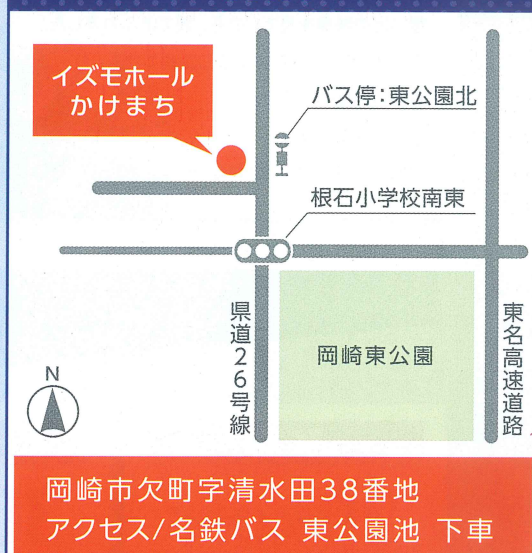 イズモホール
かけまち
バス停:東公園北
根石小学校南東
県道26号線
岡崎東公園
東名高速道路
N
岡崎市欠町字清水田38番地
アクセス/名鉄バス 東公園池 下車